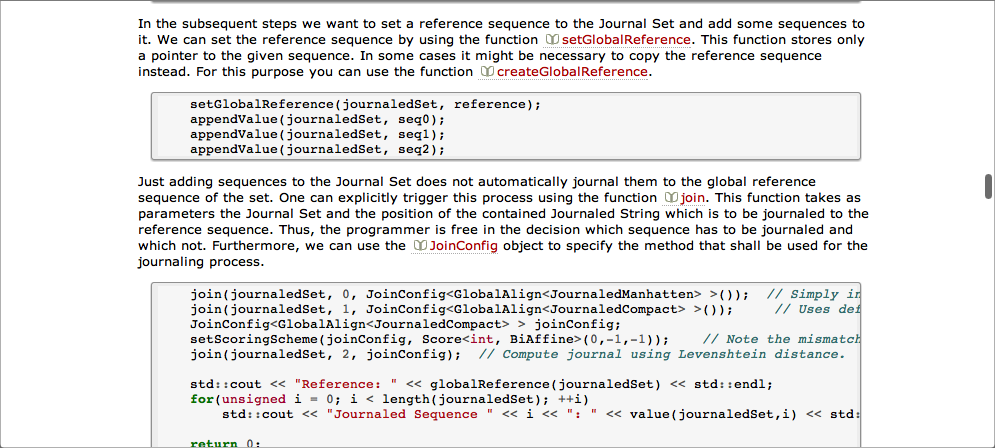 In the subsequent steps we want to set a reference sequence to the Journal Set and add some sequences to
it. We can set the reference sequence by using the function setGlobalReference. This function stores only
a pointer to the given sequence. In some cases it might be necessary to copy the reference sequence
instead. For this purpose you can use the function createGlobalReference.
setGlobalReference(journaledSet, reference);
appendValue(journaledSet, seq0);
appendValue(journaledSet, seq1);
appendValue(journaledSet, seq2);
Just adding sequences to the Journal Set does not automatically journal them to the global reference
sequence of the set. One can explicitly trigger this process using the function join. This function takes as
parameters the Journal Set and the position of the contained Journaled String which is to be journaled to the
reference sequence. Thus, the programmer is free in the decision which sequence has to be journaled and
which not. Furthermore, we can use the JoinConfig object to specify the method that shall be used for the
journaling process.
join(journaledSet, 0, JoinConfig<GlobalAlign<JournaledManhatten> >()); // Simply in
join(journaledSet, 1, JoinConfig<GlobalAlign<JournaledCompact> >()); // Uses def
JoinConfig<GlobalAlign<JournaledCompact> > joinConfig;
setScoringScheme(joinConfig, Score<int, BiAffine>(0,-1,-1)); // Note the mismatch
join(journaledSet, 2, joinConfig); // Compute journal using Levenshtein distance.
std::cout << "Reference: " << globalReference(journaledSet) << std::endl;
for(unsigned i = 0; i < length(journaledSet); ++i)
std::cout << "Journaled Sequence " << i << ": " << value(journaledSet,i) << std:
return 0;